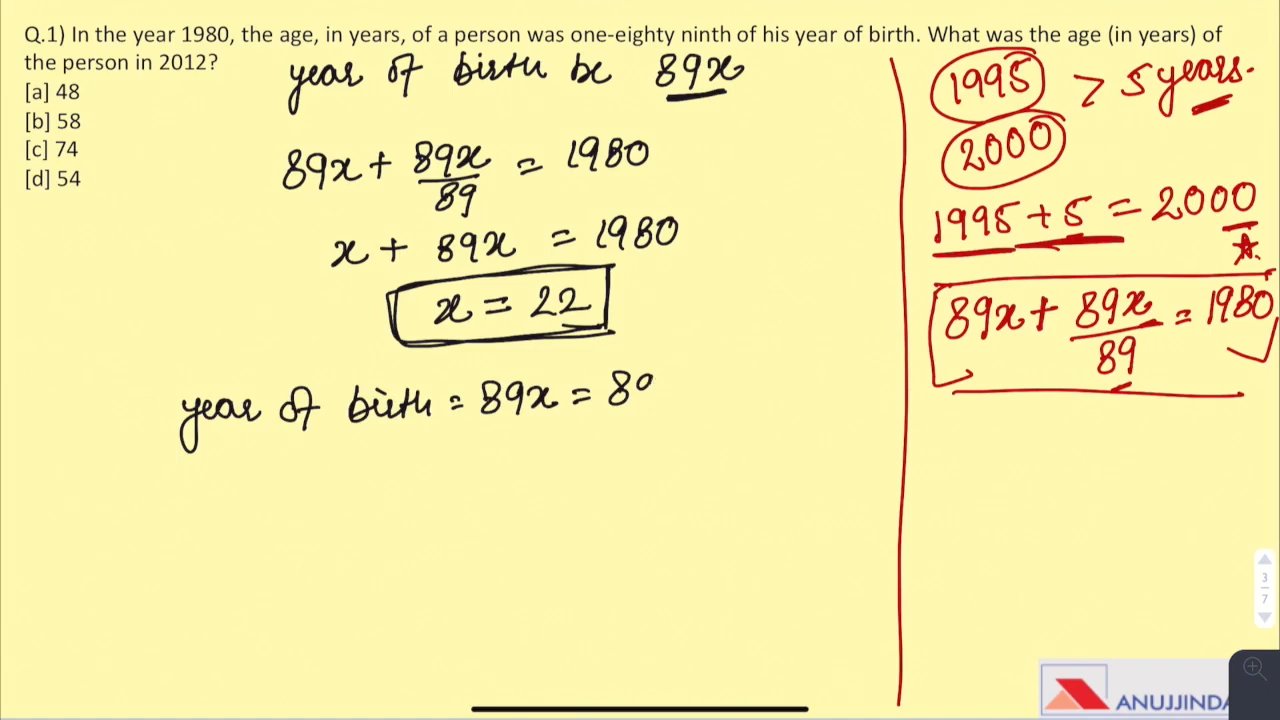 Q.1) In the year 1980, the age, in years, of a person was one-eighty ninth of his year of birth. What was the age (in years) of
the person in 2012?
[a] 48
[b] 58
[c] 74
[d] 54
year of birth be 89x
89x + 89x/89 = 1980
x + 89x = 1980
x = 22
year of birth = 89x = 89
1995 > 5 years.
2000
1995 + 5 = 2000
89x + 89x/89 = 1980
3
7
ANUJJINDA